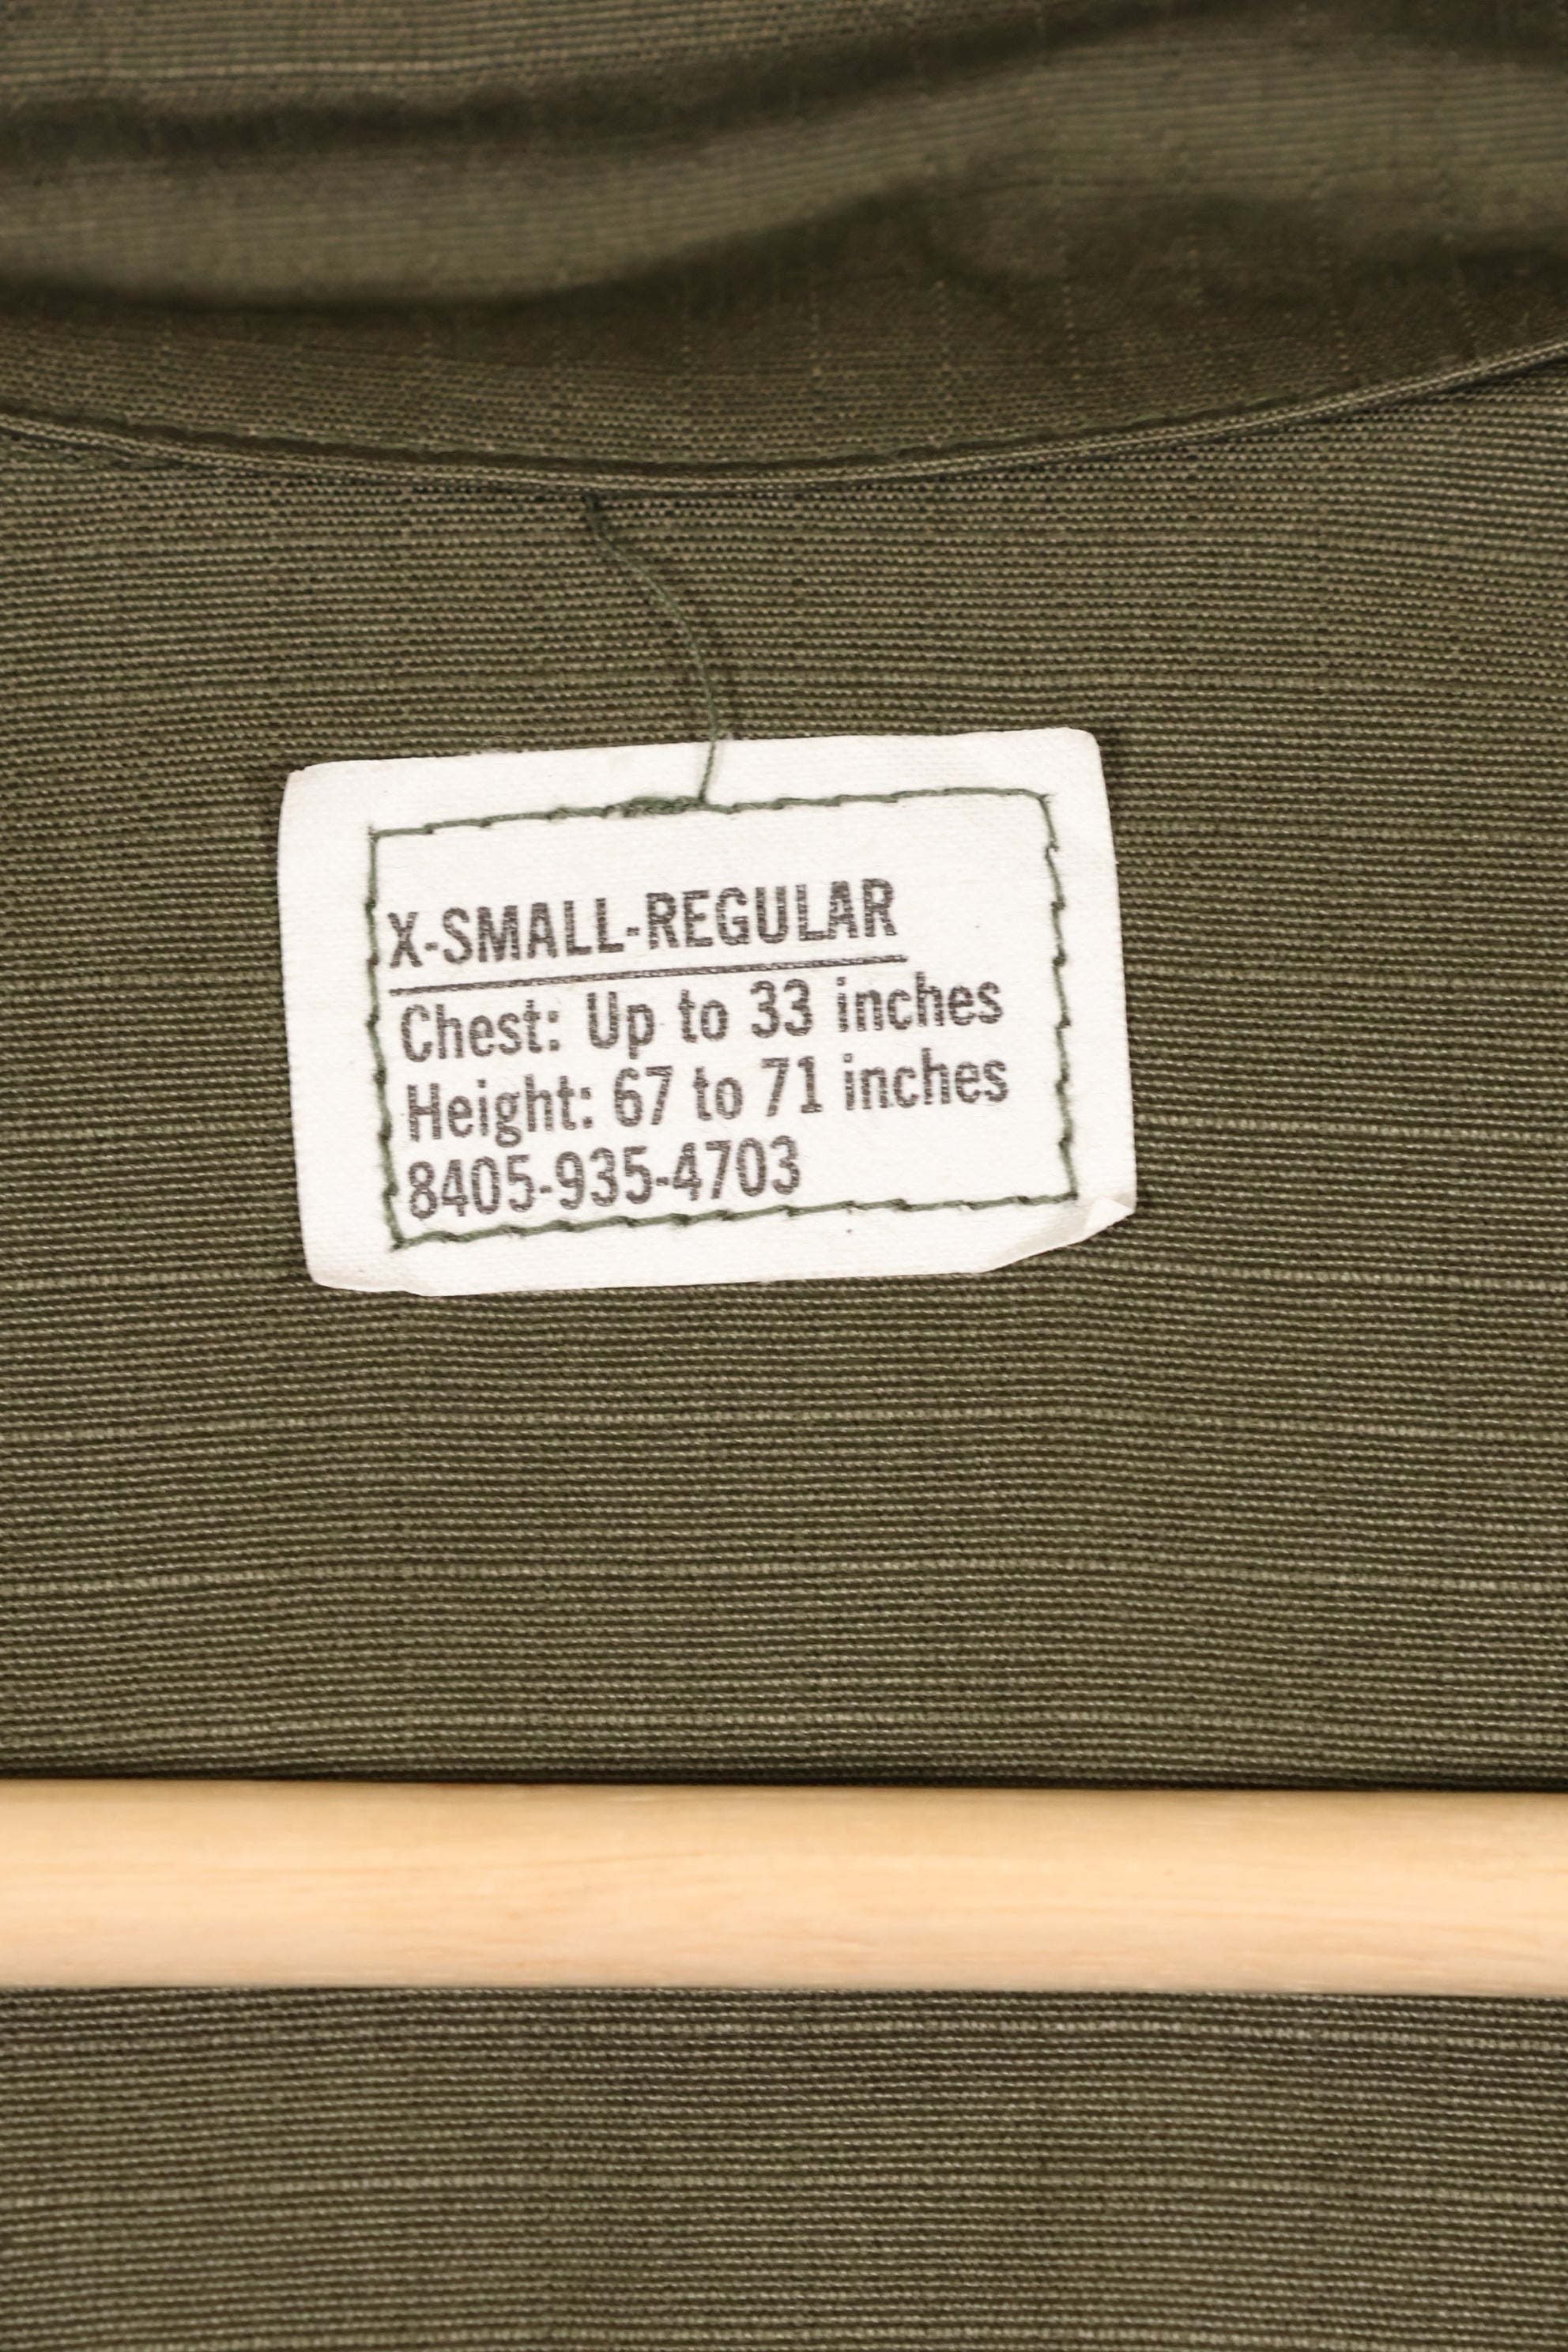 X-SMALL-REGULAR
Chest: Up to 33 inches
Height: 67 to 71 inches
8405-935-4703